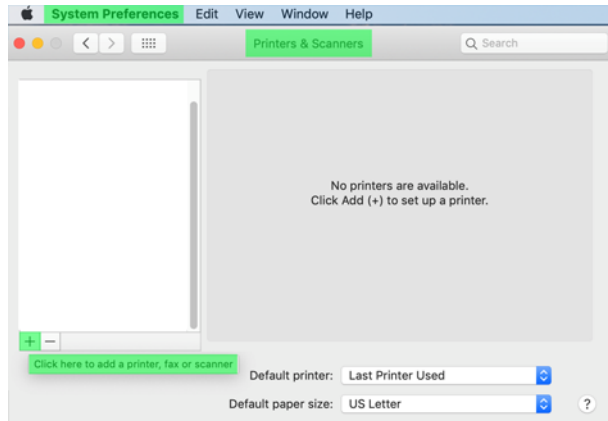 System Preferences Edit View Window Help
Printers & Scanners
Search
No printers are available.
Click Add (+) to set up a printer.
+ −
Click here to add a printer, fax or scanner
Default printer: Last Printer Used
Default paper size: US Letter ?